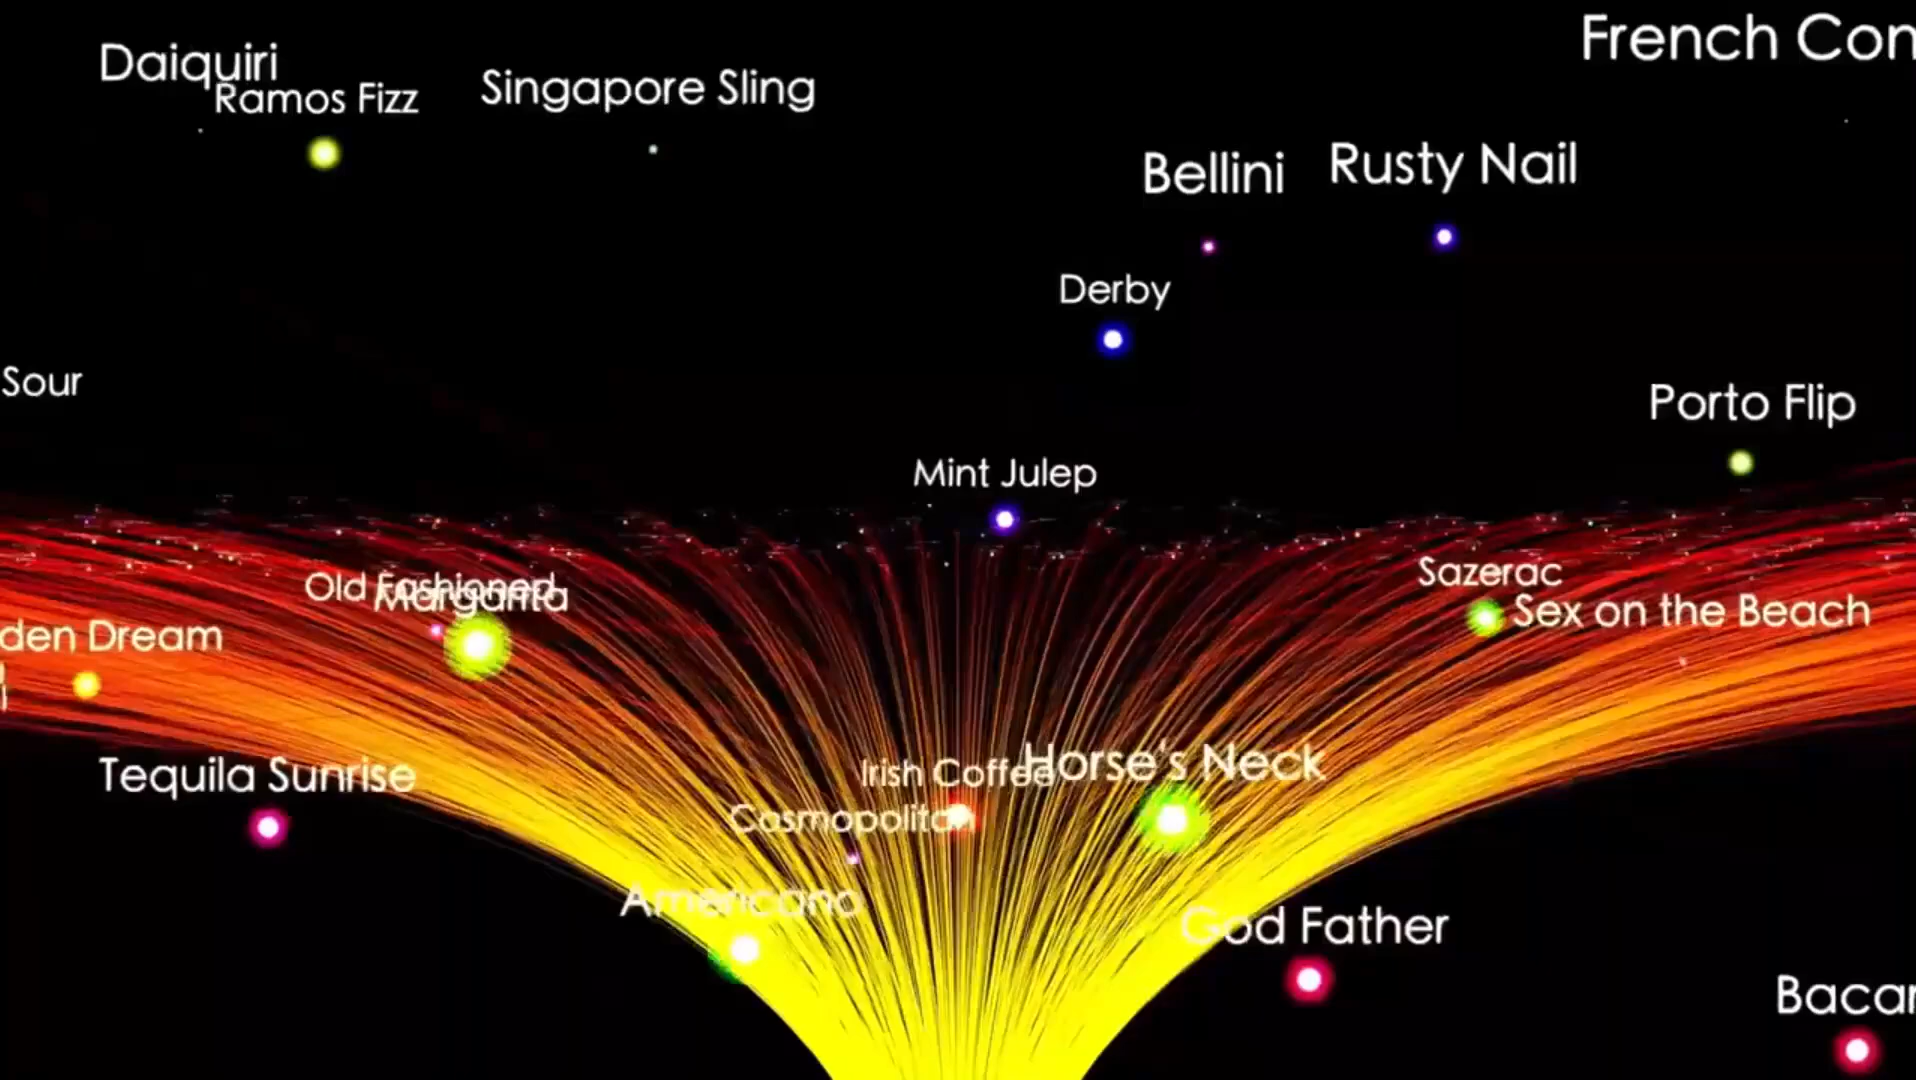 French Con
Daiquiri
Ramos Fizz
Singapore Sling
Bellini
Rusty Nail
Derby
Sour
Porto Flip
Mint Julep
Sazerac
Old Fashioned
Margarita
Sex on the Beach
den Dream
Tequila Sunrise
Irish Coffee
Horse's Neck
Cosmopolitan
Americano
God Father
Bacar